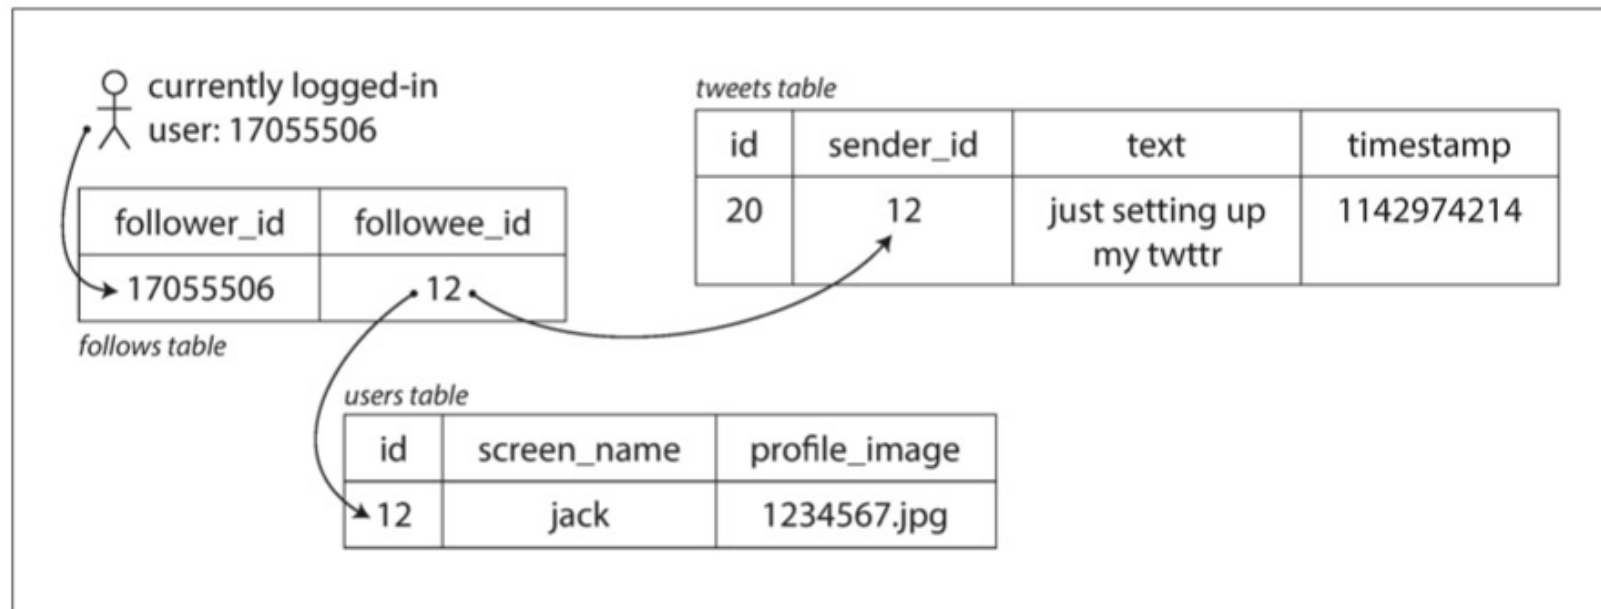 currently logged-in
user: 17055506
follower_id followee_id
17055506 12
follows table
tweets table
id sender_id text timestamp
20 12 just setting up 1142974214
my twttr
users table
id screen_name profile_image
12 jack 1234567.jpg